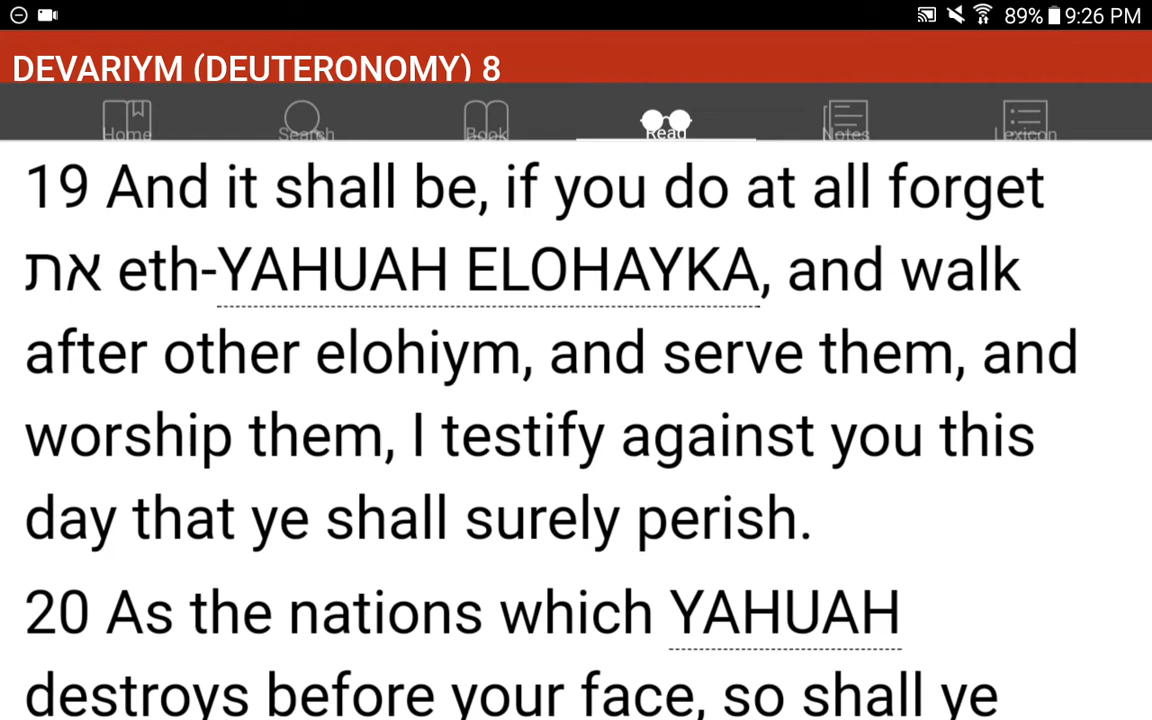 89% 9:26 PM
DEVARIYM (DEUTERONOMY) 8
Home Search Book Read Notes Lexicon
19 And it shall be, if you do at all forget
את eth-YAHUAH ELOHAYKA, and walk
after other elohiym, and serve them, and
worship them, I testify against you this
day that ye shall surely perish.
20 As the nations which YAHUAH
destroys before your face, so shall ye